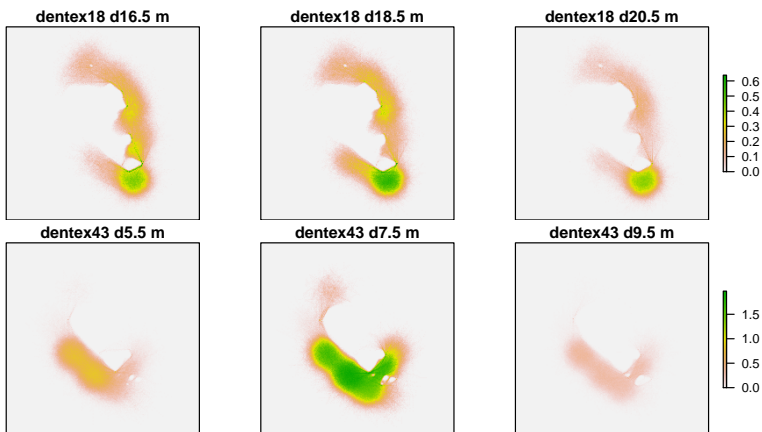 dentex18 d16.5 m
dentex18 d18.5 m
dentex18 d20.5 m
0.6
0.5
0.4
0.3
0.2
0.1
0.0
dentex43 d5.5 m
dentex43 d7.5 m
dentex43 d9.5 m
1.5
1.0
0.5
0.0